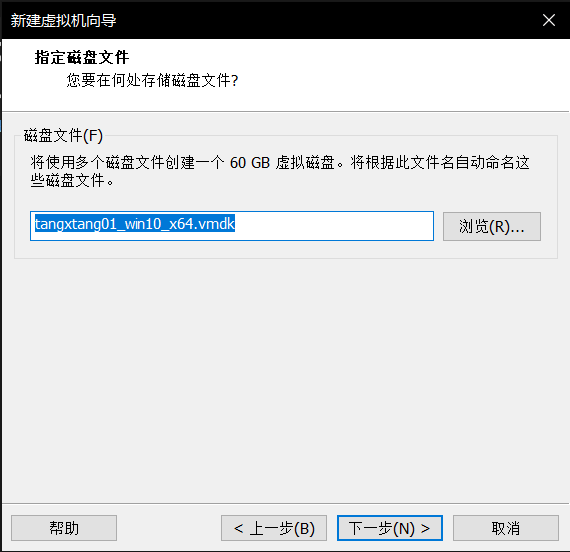 新建虚拟机向导
指定磁盘文件
您要在何处存储磁盘文件?
磁盘文件(F)
将使用多个磁盘文件创建一个 60 GB 虚拟磁盘。将根据此文件名自动命名这
些磁盘文件。
tangxtang01_win10_x64.vmdk
浏览(R)...
帮助
< 上一步(B)
下一步(N) >
取消